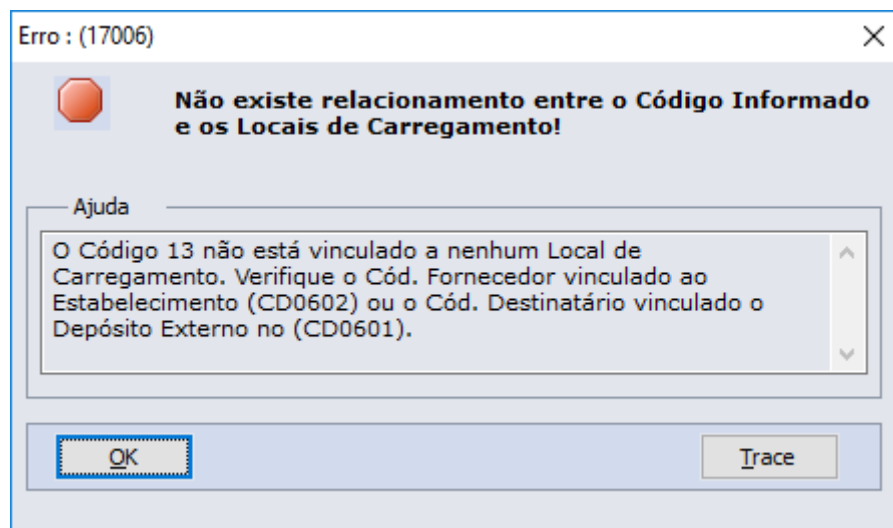 Erro : (17006)
Não existe relacionamento entre o Código Informado
e os Locais de Carregamento!
Ajuda
O Código 13 não está vinculado a nenhum Local de
Carregamento. Verifique o Cód. Fornecedor vinculado ao
Estabelecimento (CD0602) ou o Cód. Destinatário vinculado o
Depósito Externo no (CD0601).
OK
Trace